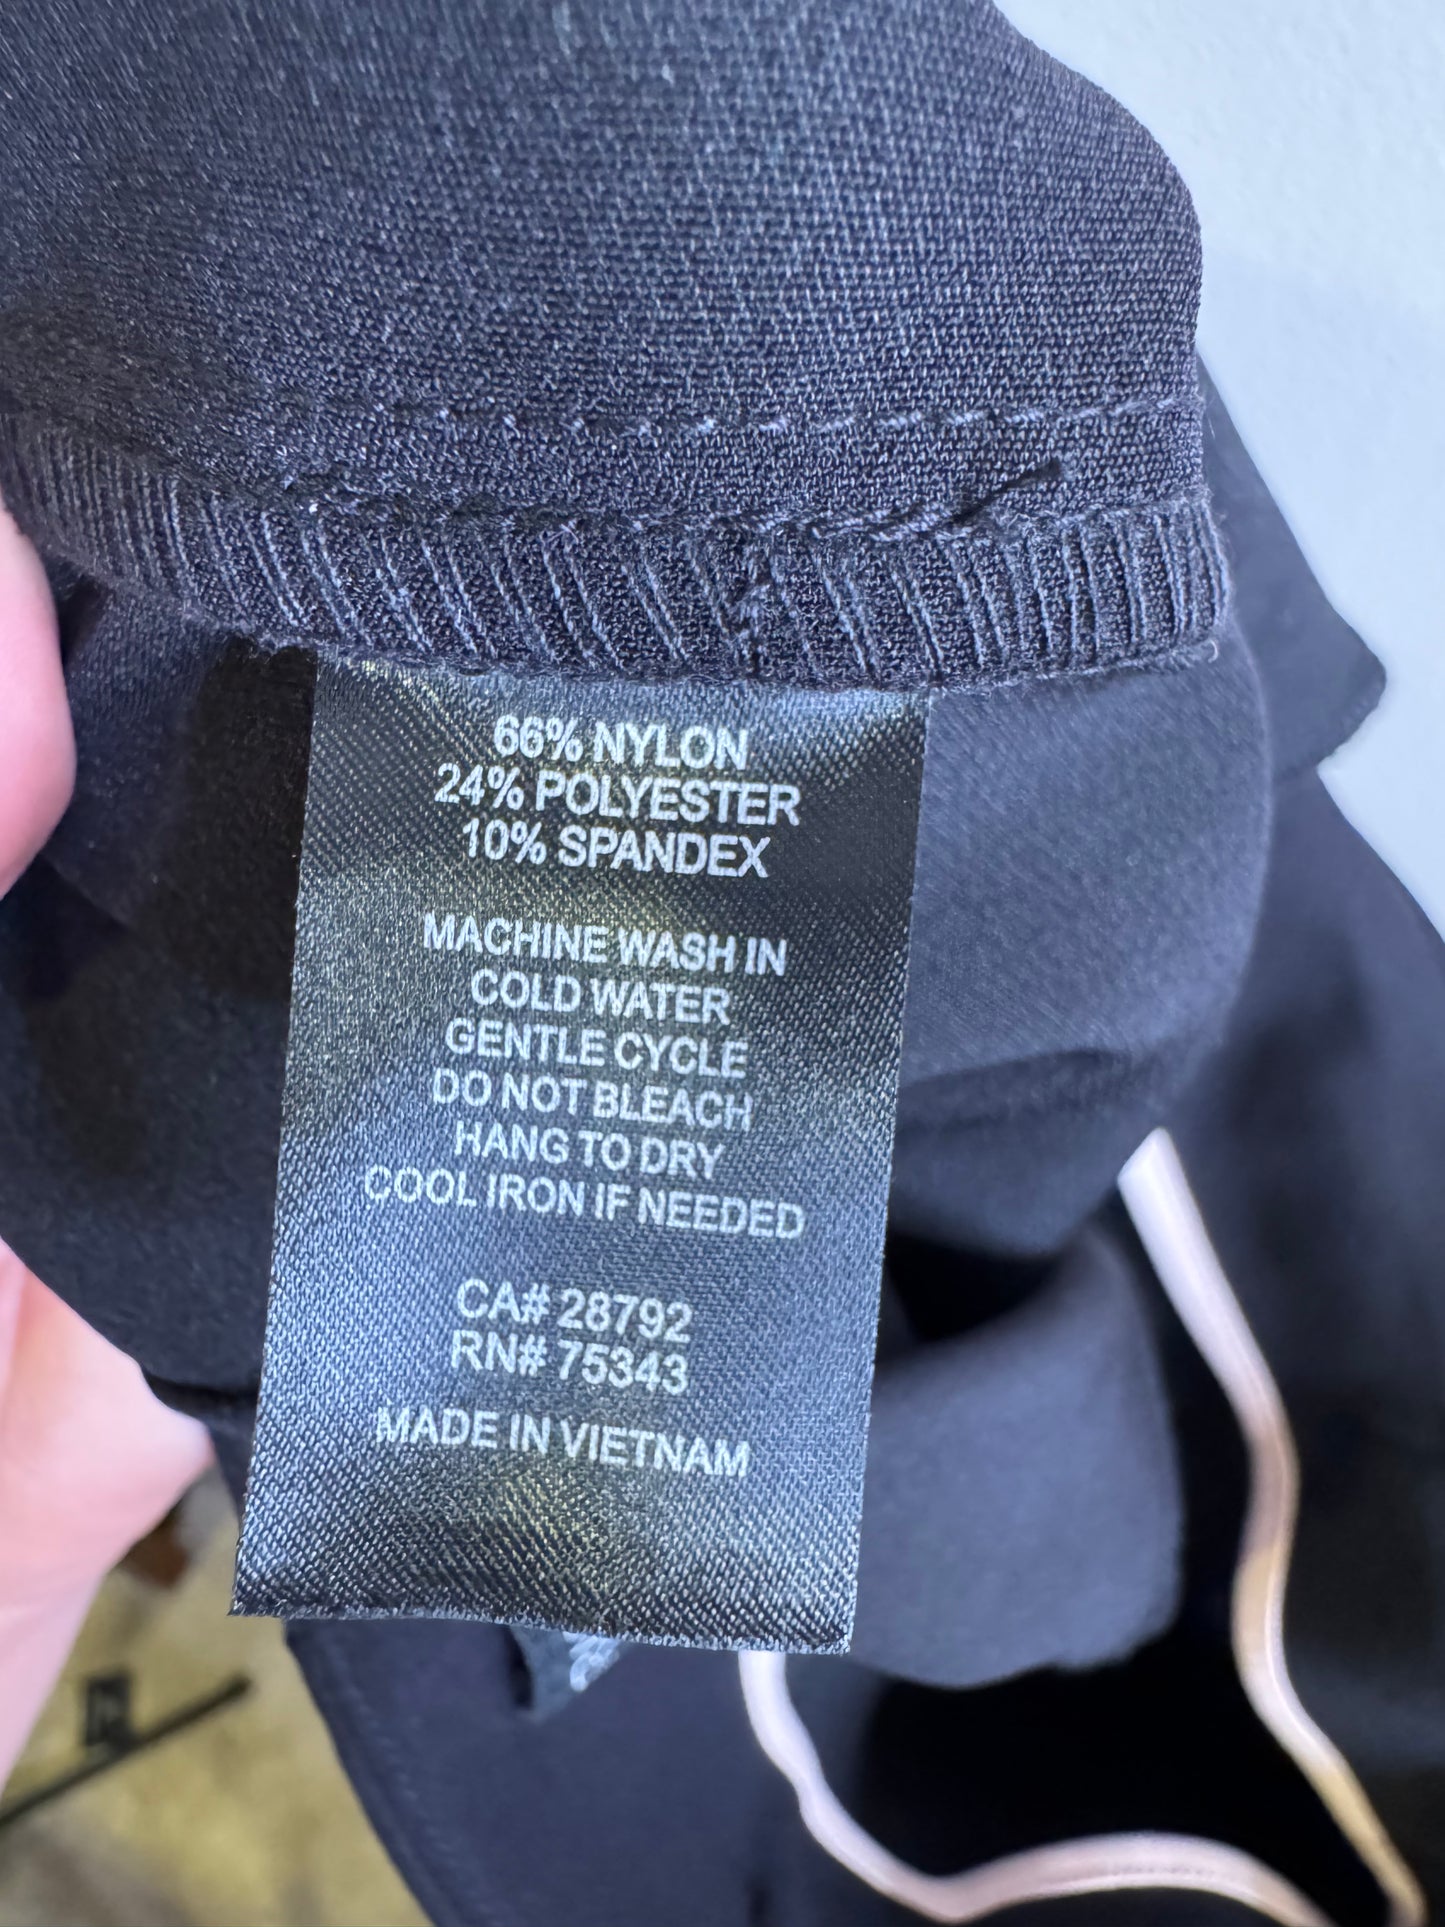 66% NYLON
24% POLYESTER
10% SPANDEX
MACHINE WASH IN
COLD WATER
GENTLE CYCLE
DO NOT BLEACH
HANG TO DRY
COOL IRON IF NEEDED
CA# 28792
RN# 75343
MADE IN VIETNAM